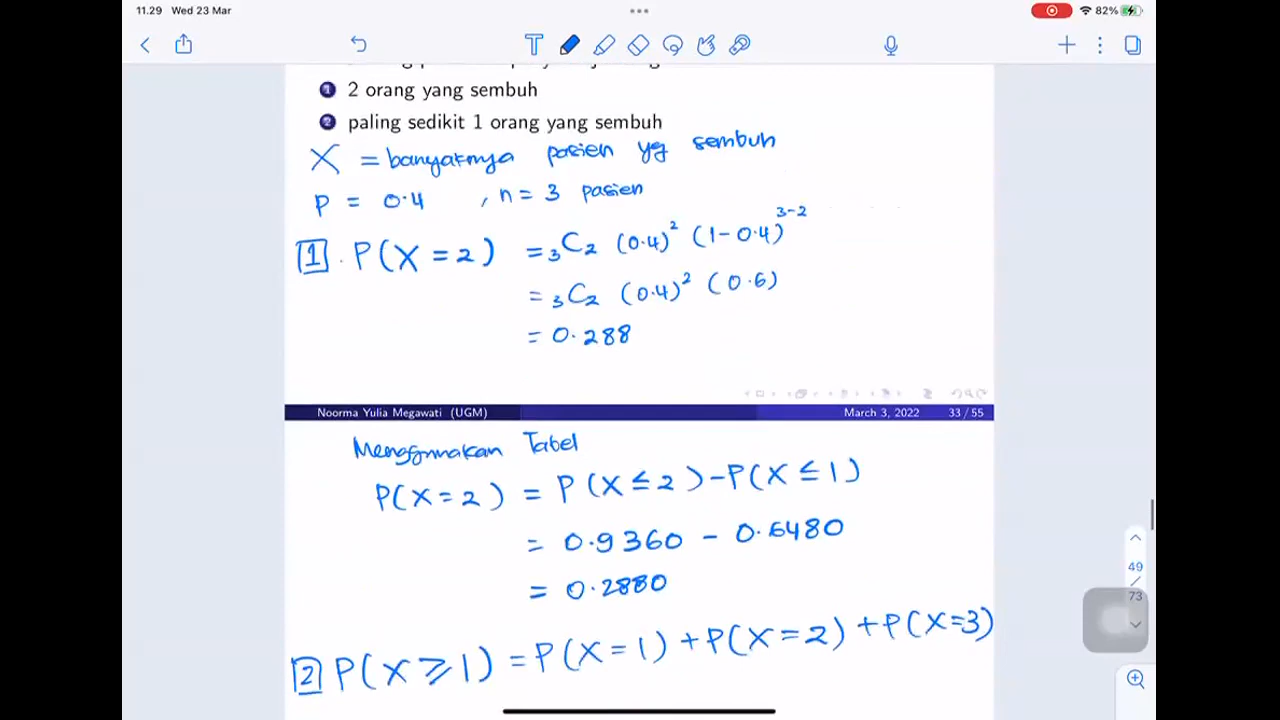 11.29 Wed 23 Mar
82%
2 orang yang sembuh
paling sedikit 1 orang yang sembuh
X = banyaknya pasien yg sembuh
P = 0.4 , n = 3 pasien
1. P(X = 2) = ₃C₂ (0.4)² (1 - 0.4)³⁻²
= ₃C₂ (0.4)² (0.6)
= 0.288
Noorma Yulia Megawati (UGM) March 3, 2022 33 / 55
Menggunakan Tabel
P(X = 2) = P(X ≤ 2) - P(X ≤ 1)
= 0.9360 - 0.6480
= 0.2880
2 P(X ≥ 1) = P(X = 1) + P(X = 2) + P(X = 3)
49
/
73